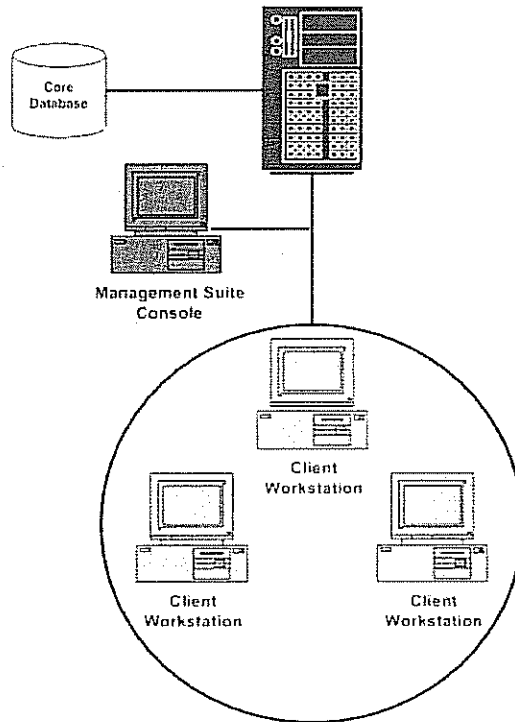 Core
Database
Management Suite
Console
Client
Workstation
Client
Workstation
Client
Workstation